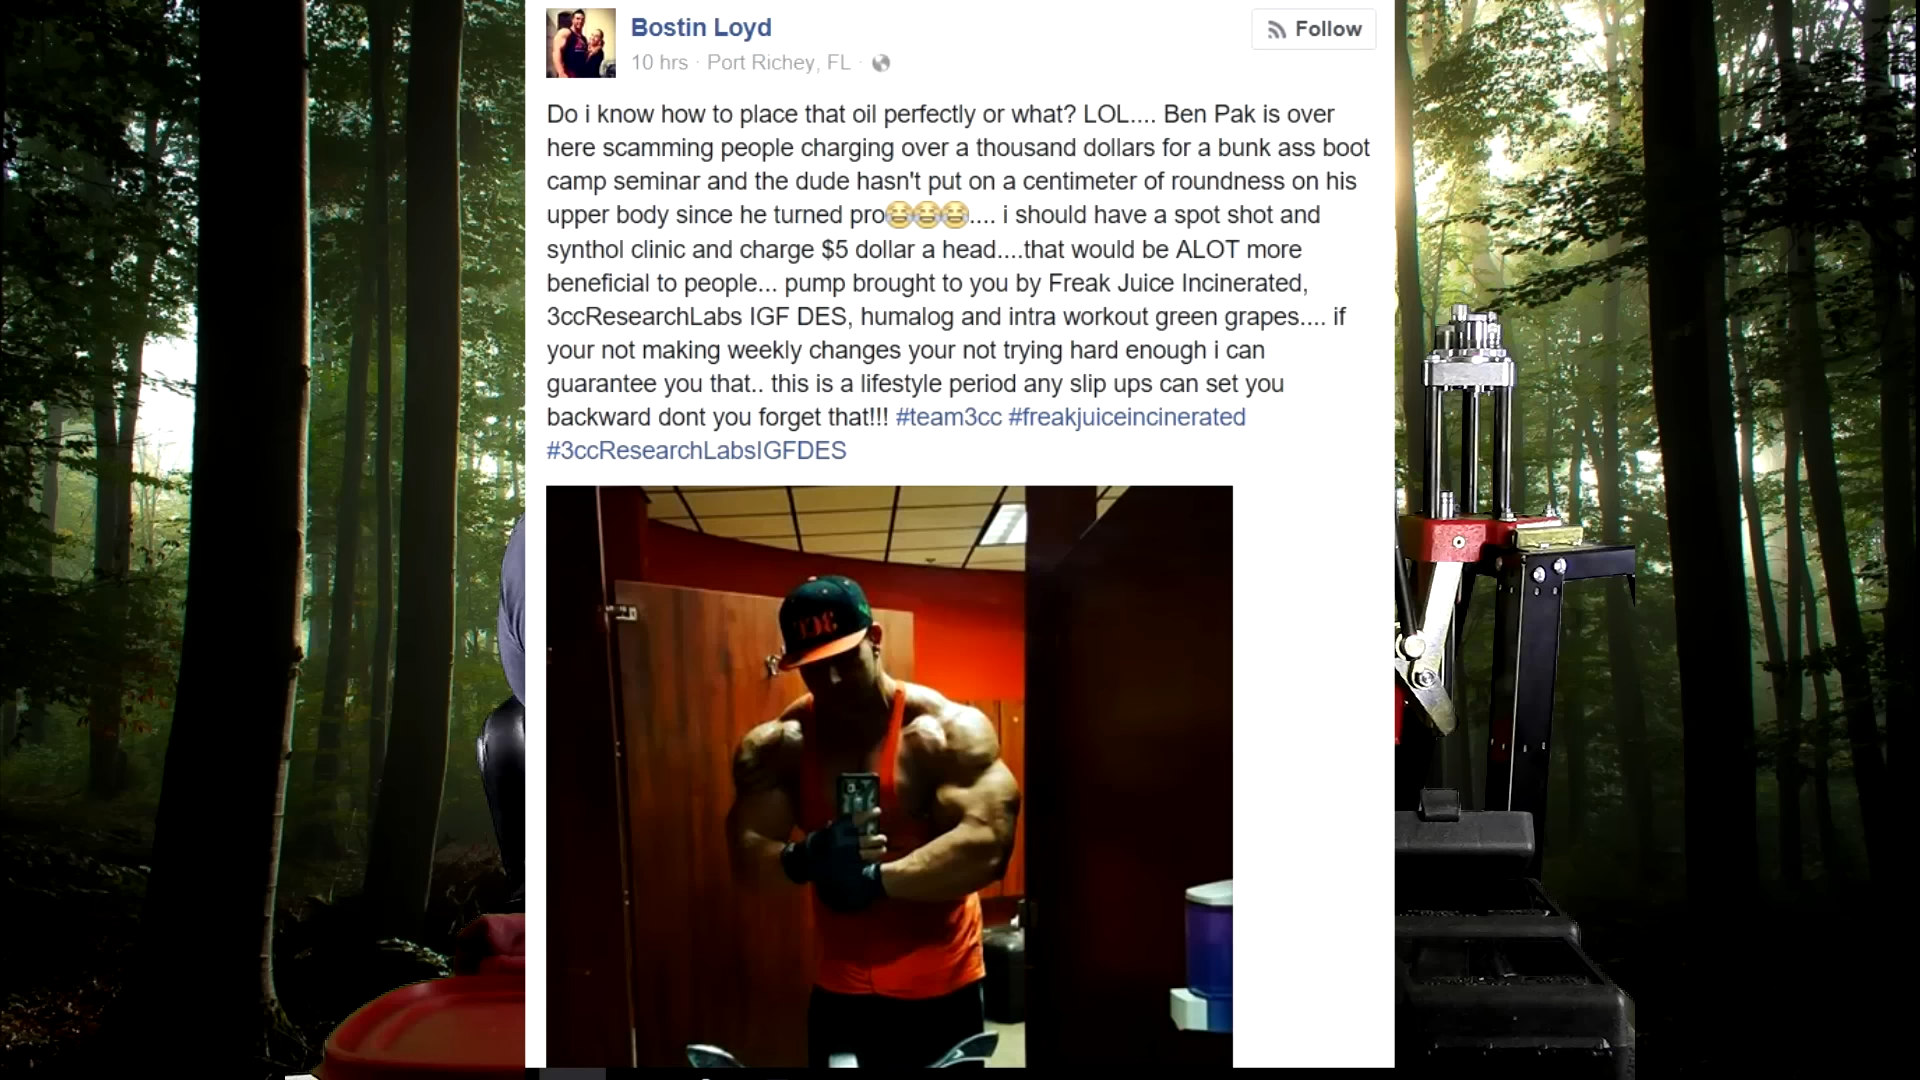 Bostin Loyd
Follow
10 hrs · Port Richey, FL ·
Do i know how to place that oil perfectly or what? LOL.... Ben Pak is over
here scamming people charging over a thousand dollars for a bunk ass boot
camp seminar and the dude hasn't put on a centimeter of roundness on his
upper body since he turned pro😂😂😂.... i should have a spot shot and
synthol clinic and charge $5 dollar a head....that would be ALOT more
beneficial to people... pump brought to you by Freak Juice Incinerated,
3ccResearchLabs IGF DES, humalog and intra workout green grapes.... if
your not making weekly changes your not trying hard enough i can
guarantee you that.. this is a lifestyle period any slip ups can set you
backward dont you forget that!!! #team3cc #freakjuiceincinerated
#3ccResearchLabsIGFDES